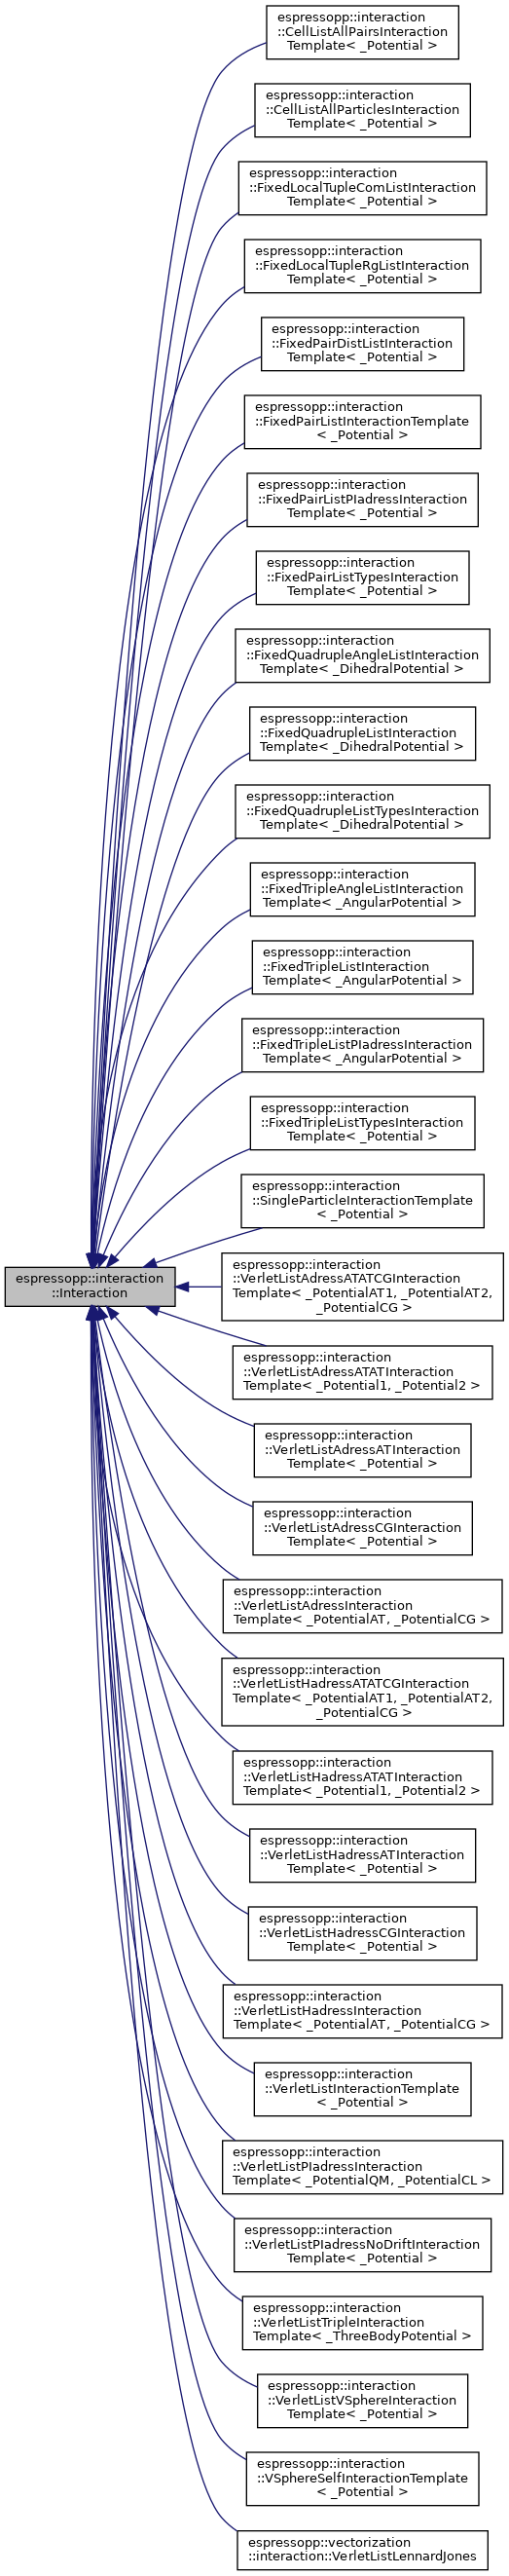 espressopp::interaction
::CellListAllPairsInteraction
Template< _Potential >
espressopp::interaction
::CellListAllParticlesInteraction
Template< _Potential >
espressopp::interaction
::FixedLocalTupleComListInteraction
Template< _Potential >
espressopp::interaction
::FixedLocalTupleRgListInteraction
Template< _Potential >
espressopp::interaction
::FixedPairDistListInteraction
Template< _Potential >
espressopp::interaction
::FixedPairListInteractionTemplate
< _Potential >
espressopp::interaction
::FixedPairListPIadressInteraction
Template< _Potential >
espressopp::interaction
::FixedPairListTypesInteraction
Template< _Potential >
espressopp::interaction
::FixedQuadrupleAngleListInteraction
Template< _DihedralPotential >
espressopp::interaction
::FixedQuadrupleListInteraction
Template< _DihedralPotential >
espressopp::interaction
::FixedQuadrupleListTypesInteraction
Template< _DihedralPotential >
espressopp::interaction
::FixedTripleAngleListInteraction
Template< _AngularPotential >
espressopp::interaction
::FixedTripleListInteraction
Template< _AngularPotential >
espressopp::interaction
::FixedTripleListPIadressInteraction
Template< _AngularPotential >
espressopp::interaction
::FixedTripleListTypesInteraction
Template< _Potential >
espressopp::interaction
::SingleParticleInteractionTemplate
< _Potential >
espressopp::interaction
::Interaction
espressopp::interaction
::VerletListAdressATATCGInteraction
Template< _PotentialAT1, _PotentialAT2,
_PotentialCG >
espressopp::interaction
::VerletListAdressATATInteraction
Template< _Potential1, _Potential2 >
espressopp::interaction
::VerletListAdressATInteraction
Template< _Potential >
espressopp::interaction
::VerletListAdressCGInteraction
Template< _Potential >
espressopp::interaction
::VerletListAdressInteraction
Template< _PotentialAT, _PotentialCG >
espressopp::interaction
::VerletListHadressATATCGInteraction
Template< _PotentialAT1, _PotentialAT2,
_PotentialCG >
espressopp::interaction
::VerletListHadressATATInteraction
Template< _Potential1, _Potential2 >
espressopp::interaction
::VerletListHadressATInteraction
Template< _Potential >
espressopp::interaction
::VerletListHadressCGInteraction
Template< _Potential >
espressopp::interaction
::VerletListHadressInteraction
Template< _PotentialAT, _PotentialCG >
espressopp::interaction
::VerletListInteractionTemplate
< _Potential >
espressopp::interaction
::VerletListPIadressInteraction
Template< _PotentialQM, _PotentialCL >
espressopp::interaction
::VerletListPIadressNoDriftInteraction
Template< _Potential >
espressopp::interaction
::VerletListTripleInteraction
Template< _ThreeBodyPotential >
espressopp::interaction
::VerletListVSphereInteraction
Template< _Potential >
espressopp::interaction
::VSphereSelfInteractionTemplate
< _Potential >
espressopp::vectorization
::interaction::VerletListLennardJones